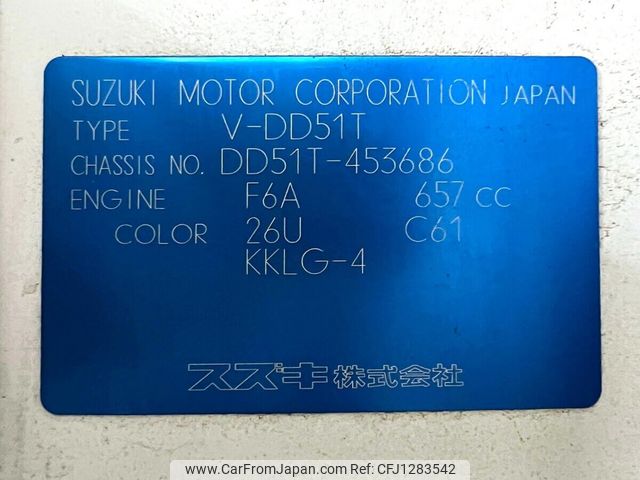 SUZUKI MOTOR CORPORATION JAPAN
TYPE V-DD51T
CHASSIS NO. DD51T-453686
ENGINE F6A 657 CC
COLOR 26U C61
KKLG-4
スズキ株式会社
www.CarFromJapan.com - CFJ1283542